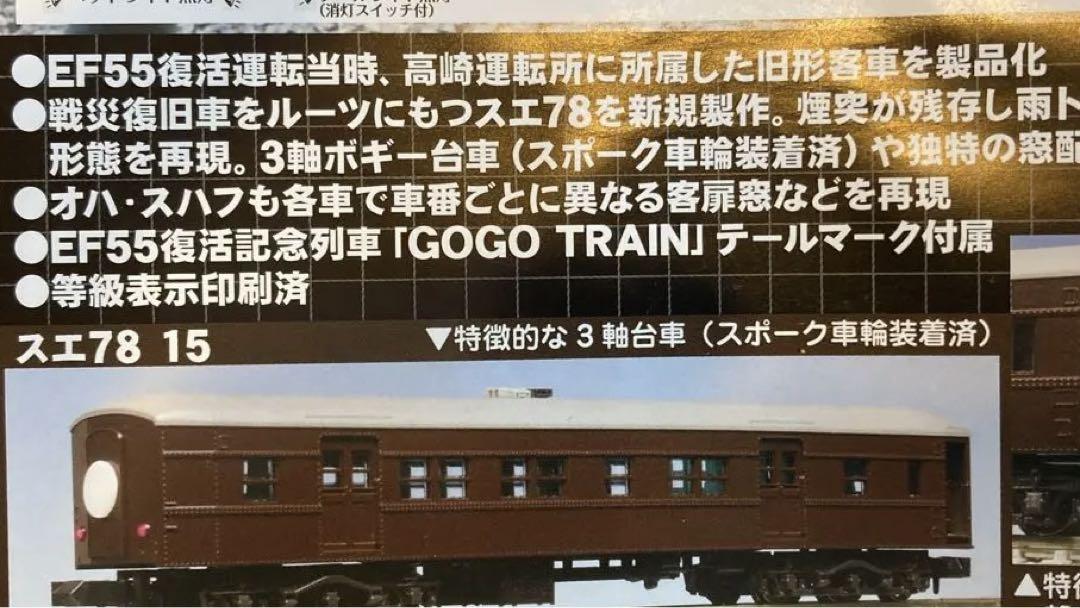 (消灯スイッチ付)
●EF55復活運転当時、高崎運転所に所属した旧形客車を製品化
●戦災復旧車をルーツにもつスエ78を新規製作。煙突が残存し雨ト
形態を再現。3軸ボギー台車(スポーク車輪装着済)や独特の窓配
●オハ・スハフも各車で車番ごとに異なる客扉窓などを再現
●EF55復活記念列車「GOGO TRAIN」テールマーク付属
●等級表示印刷済
スエ78 15
▼特徴的な3軸台車(スポーク車輪装着済)
▲特徴